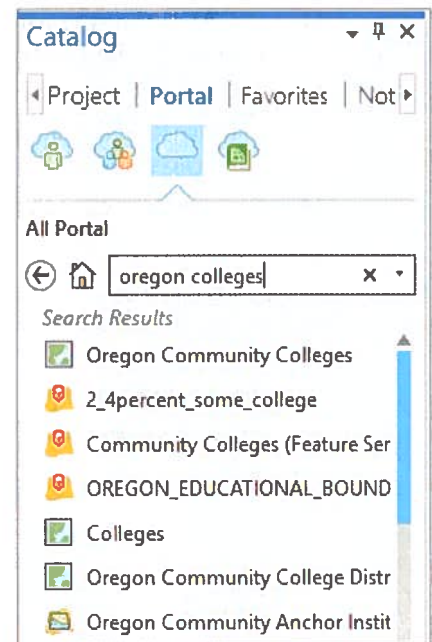 Catalog
Project | Portal | Favorites | Not
All Portal
oregon colleges
Search Results
Oregon Community Colleges
2_4percent_some_college
Community Colleges (Feature Ser
OREGON_EDUCATIONAL_BOUND
Colleges
Oregon Community College Distr
Oregon Community Anchor Instit